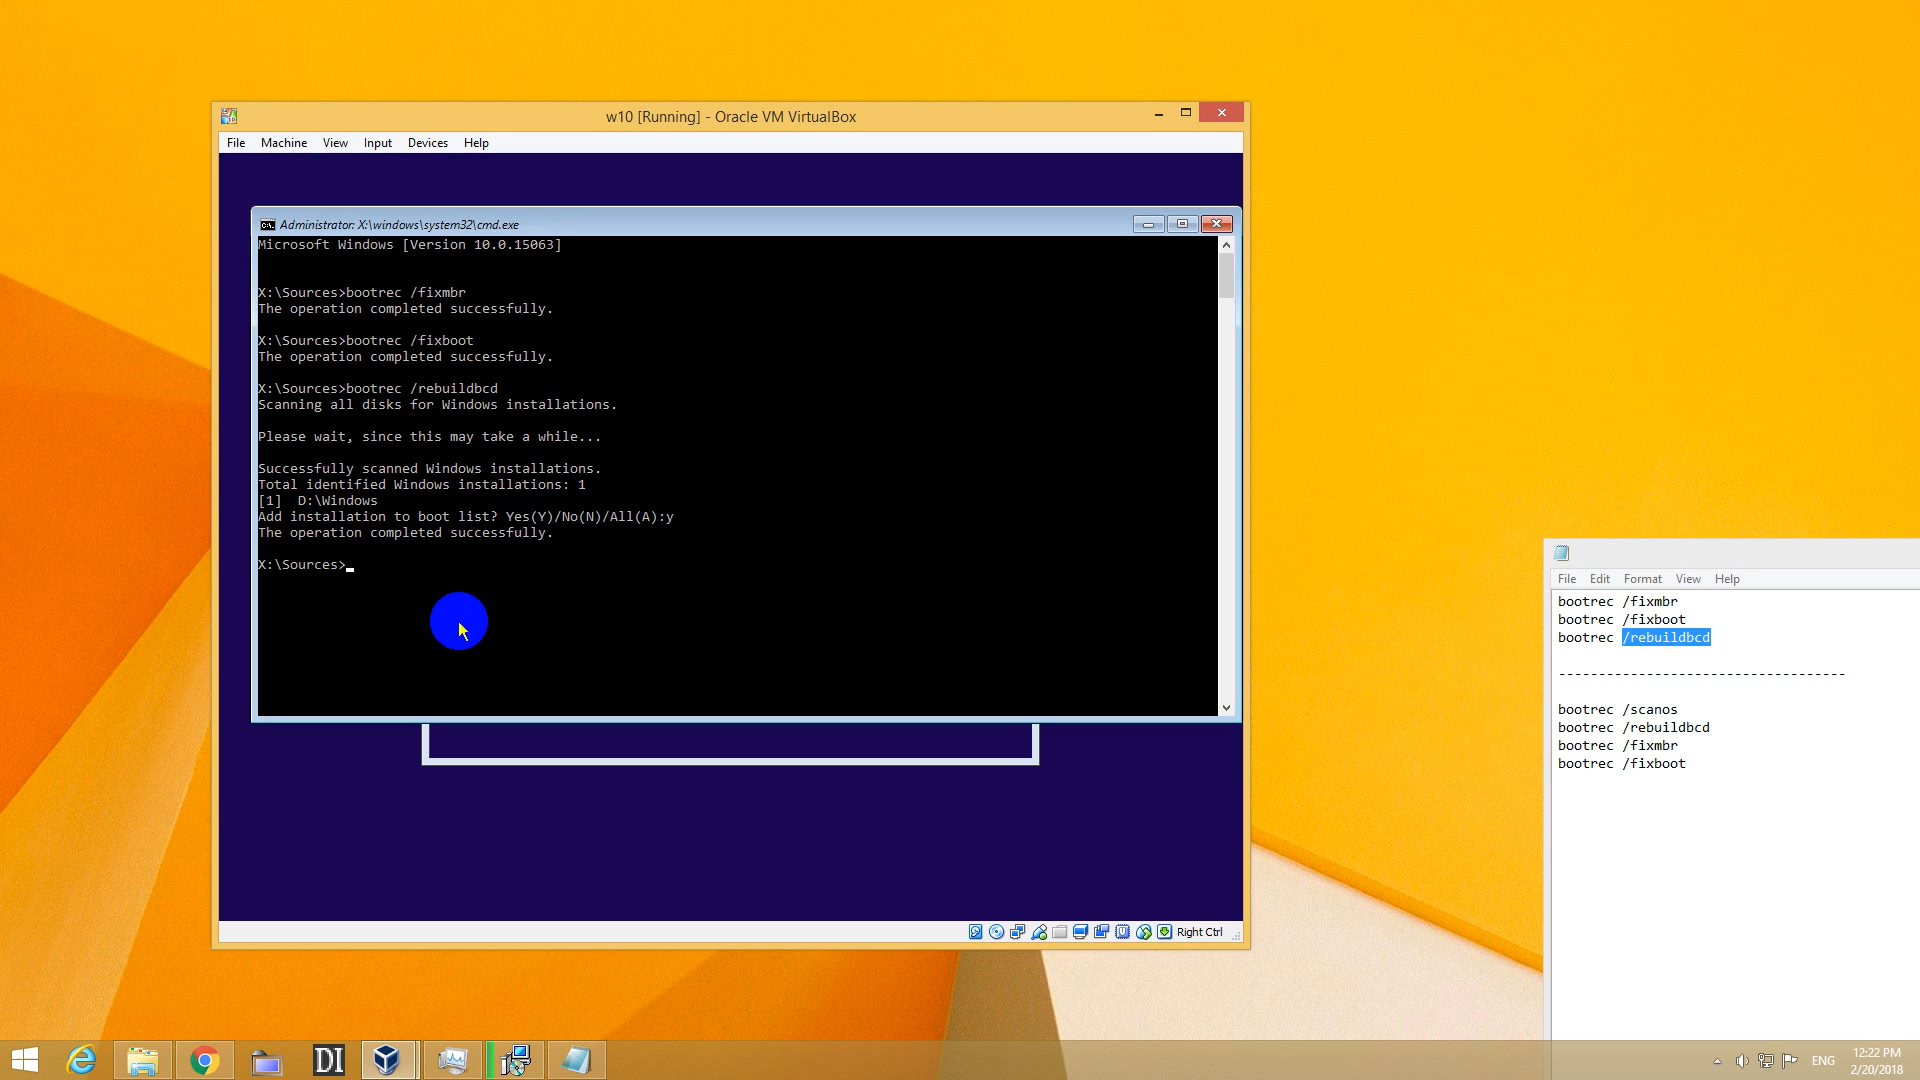 w10 [Running] - Oracle VM VirtualBox
File Machine View Input Devices Help
Administrator: X:\windows\system32\cmd.exe
Microsoft Windows [Version 10.0.15063]
X:\Sources>bootrec /fixmbr
The operation completed successfully.
X:\Sources>bootrec /fixboot
The operation completed successfully.
X:\Sources>bootrec /rebuildbcd
Scanning all disks for Windows installations.
Please wait, since this may take a while...
Successfully scanned Windows installations.
Total identified Windows installations: 1
[1]  D:\Windows
Add installation to boot list? Yes(Y)/No(N)/All(A):y
The operation completed successfully.
X:\Sources>_
Right Ctrl
File Edit Format View Help
bootrec /fixmbr
bootrec /fixboot
bootrec /rebuildbcd
------------------------------------
bootrec /scanos
bootrec /rebuildbcd
bootrec /fixmbr
bootrec /fixboot
DI
ENG
12:22 PM
2/20/2018